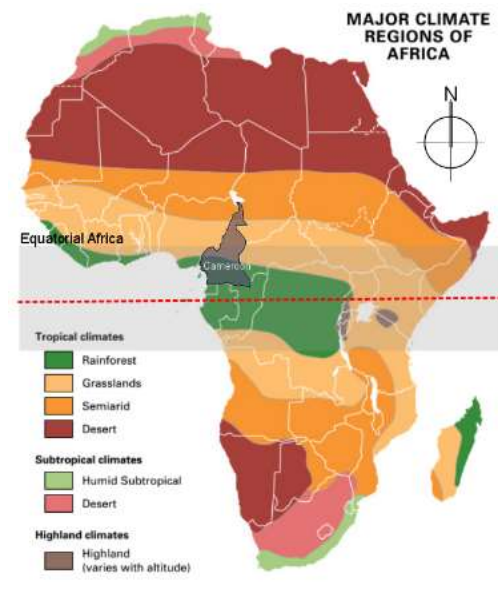 MAJOR CLIMATE
REGIONS OF
AFRICA
N
Equatorial Africa
Cameroon
Tropical climates
Rainforest
Grasslands
Semiarid
Desert
Subtropical climates
Humid Subtropical
Desert
Highland climates
Highland
(varies with altitude)